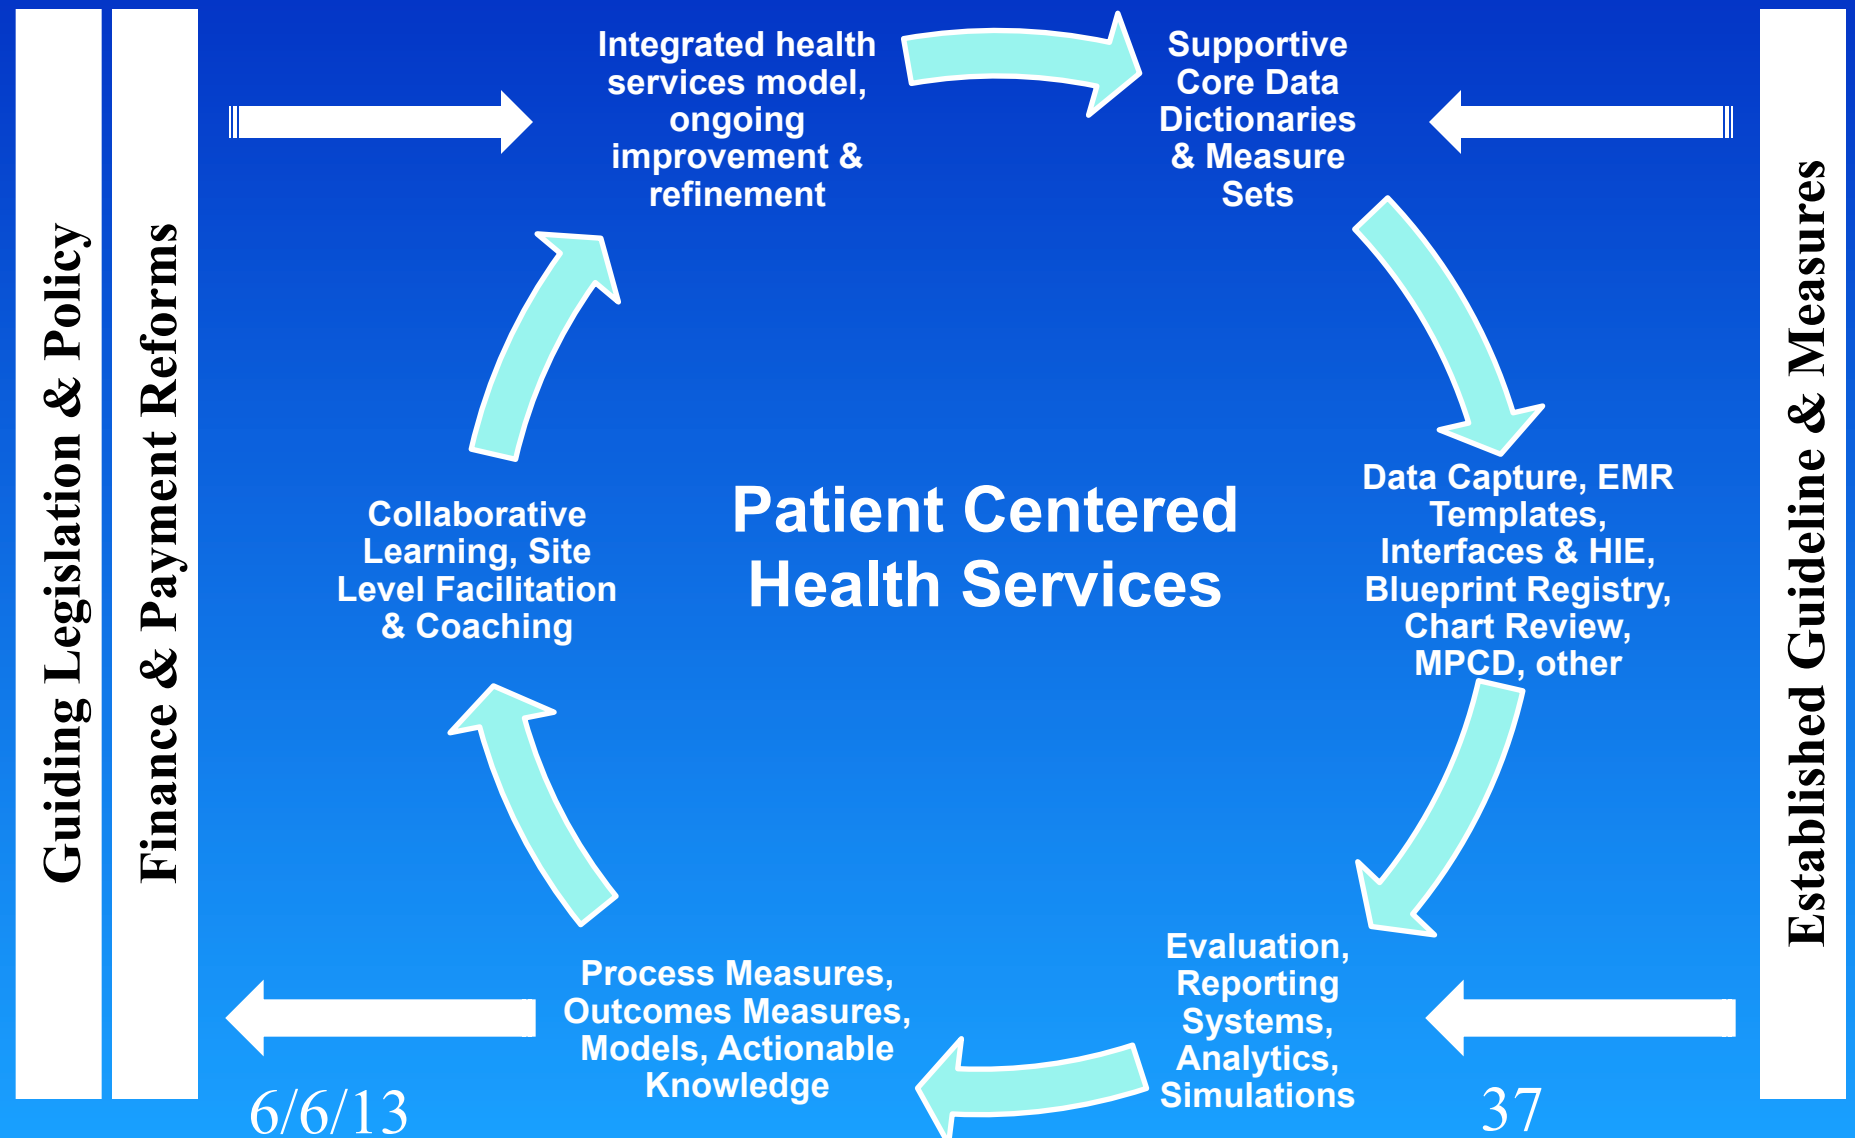 Guiding Legislation & Policy
Finance & Payment Reforms
Integrated health
services model,
ongoing
improvement &
refinement
Supportive
Core Data
Dictionaries
& Measure
Sets
Established Guideline & Measures
Data Capture, EMR
Templates,
Interfaces & HIE,
Blueprint Registry,
Chart Review,
MPCD, other
Patient Centered
Health Services
Collaborative
Learning, Site
Level Facilitation
& Coaching
Evaluation,
Reporting
Systems,
Analytics,
Simulations
Process Measures,
Outcomes Measures,
Models, Actionable
Knowledge
6/6/13
37